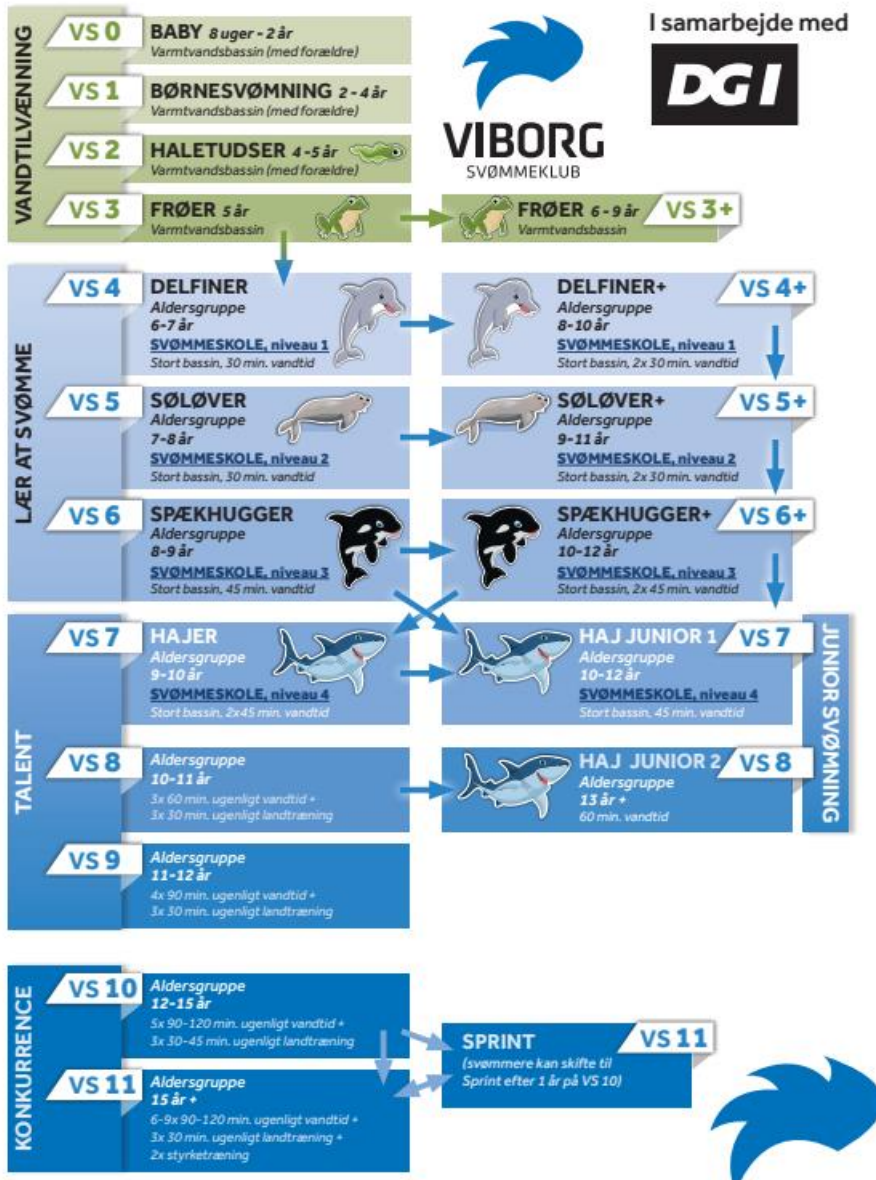 VANDTILVÆNNING
VS 0
BABY 8 uger - 2 år
Varmtvandsbassin (med forældre)
VS 1
BØRNESVØMNING 2 - 4 år
Varmtvandsbassin (med forældre)
VS 2
HALETUDSER 4 -5 år
Varmtvandsbassin (med forældre)
VS 3
FRØER 5 år
Varmtvandsbassin
FRØER 6 - 9 år
Varmtvandsbassin
VS 3+
VIBORG
SVØMMEKLUB
I samarbejde med
DGI
LÆR AT SVØMME
VS 4
DELFINER
Aldersgruppe
6-7 år
SVØMMESKOLE, niveau 1
Stort bassin, 30 min. vandtid
DELFINER+
Aldersgruppe
8-10 år
SVØMMESKOLE, niveau 1
Stort bassin, 2x 30 min. vandtid
VS 4+
VS 5
SØLØVER
Aldersgruppe
7-8 år
SVØMMESKOLE, niveau 2
Stort bassin, 30 min. vandtid
SØLØVER+
Aldersgruppe
9-11 år
SVØMMESKOLE, niveau 2
Stort bassin, 2x 30 min. vandtid
VS 5+
VS 6
SPÆKHUGGER
Aldersgruppe
8-9 år
SVØMMESKOLE, niveau 3
Stort bassin, 45 min. vandtid
SPÆKHUGGER+
Aldersgruppe
10-12 år
SVØMMESKOLE, niveau 3
Stort bassin, 2x 45 min. vandtid
VS 6+
TALENT
VS 7
HAJER
Aldersgruppe
9-10 år
SVØMMESKOLE, niveau 4
Stort bassin, 2x45 min. vandtid
HAJ JUNIOR 1
Aldersgruppe
10-12 år
SVØMMESKOLE, niveau 4
Stort bassin, 45 min. vandtid
VS 7
JUNIOR SVØMNING
VS 8
Aldersgruppe
10-11 år
3x 60 min. ugenligt vandtid +
3x 30 min. ugenligt landtræning
HAJ JUNIOR 2
Aldersgruppe
13 år +
60 min. vandtid
VS 8
VS 9
Aldersgruppe
11-12 år
4x 90 min. ugenligt vandtid +
3x 30 min. ugenligt landtræning
KONKURRENCE
VS 10
Aldersgruppe
12-15 år
5x 90-120 min. ugenligt vandtid +
3x 30-45 min. ugenligt landtræning
SPRINT
(svømmere kan skifte til
Sprint efter 1 år på VS 10)
VS 11
VS 11
Aldersgruppe
15 år +
6-9x 90-120 min. ugenligt vandtid +
3x 30 min. ugenligt landtræning +
2x styrketræning